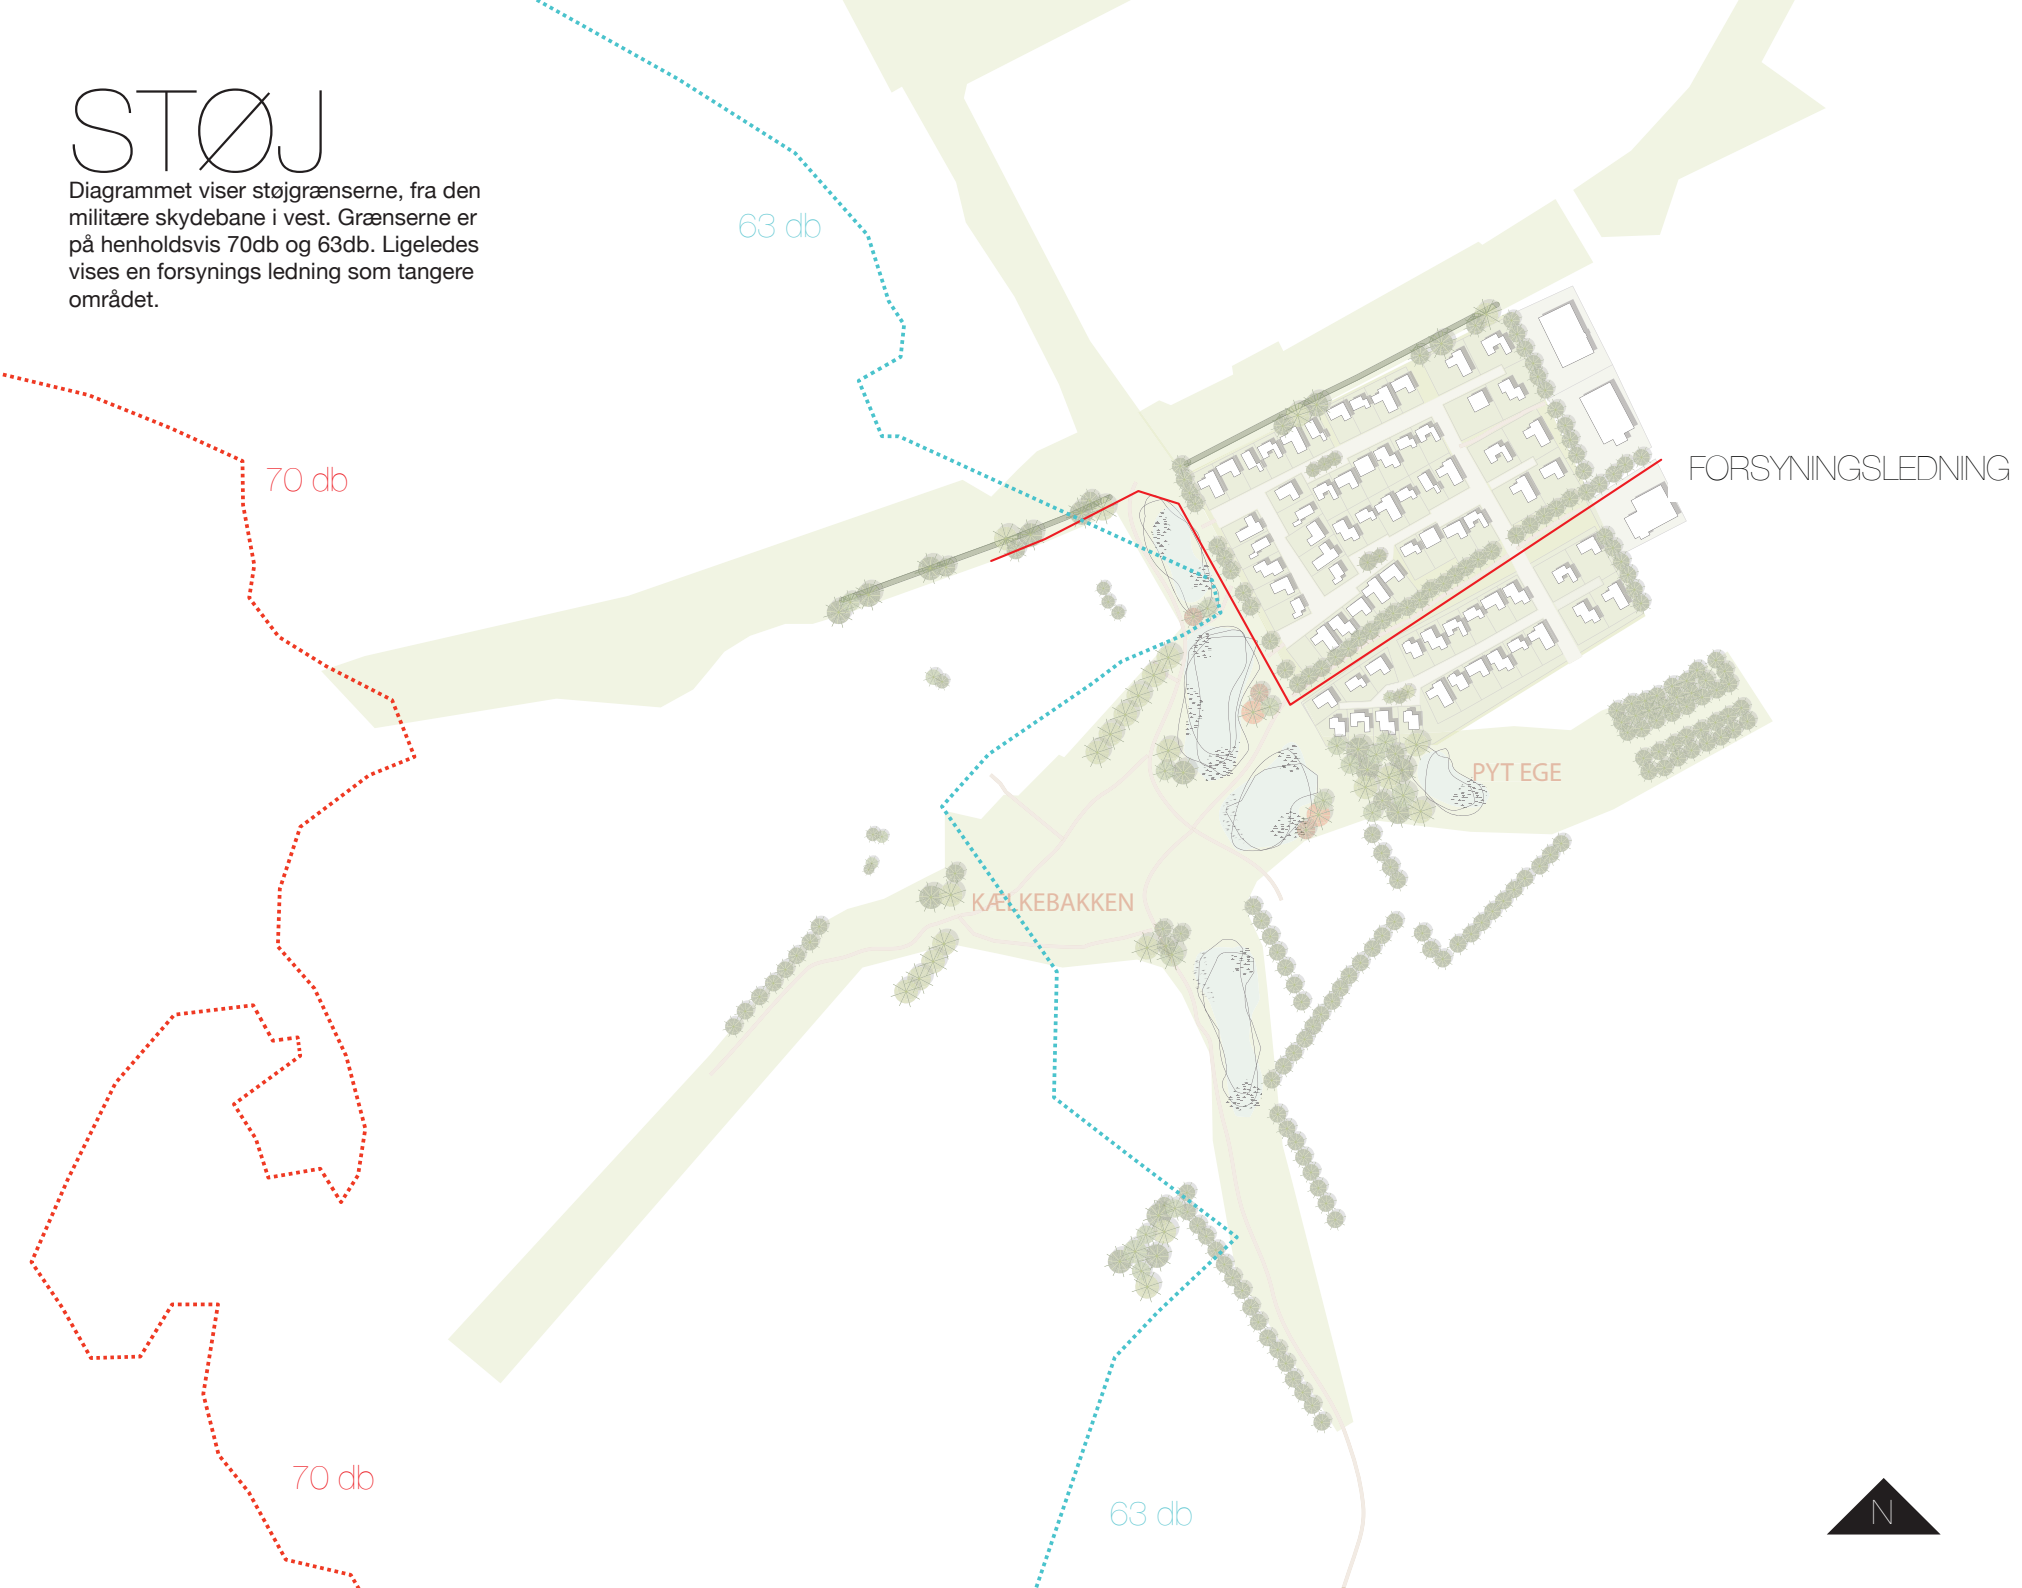 STØJ
Diagrammet viser støjgrænserne, fra den
militære skydebane i vest. Grænserne er
på henholdsvis 70db og 63db. Ligeledes
vises en forsynings ledning som tangere
området.
63 db
70 db
FORSYNINGSLEDNING
PYT EGE
KÆLKEBAKKEN
70 db
63 db
N